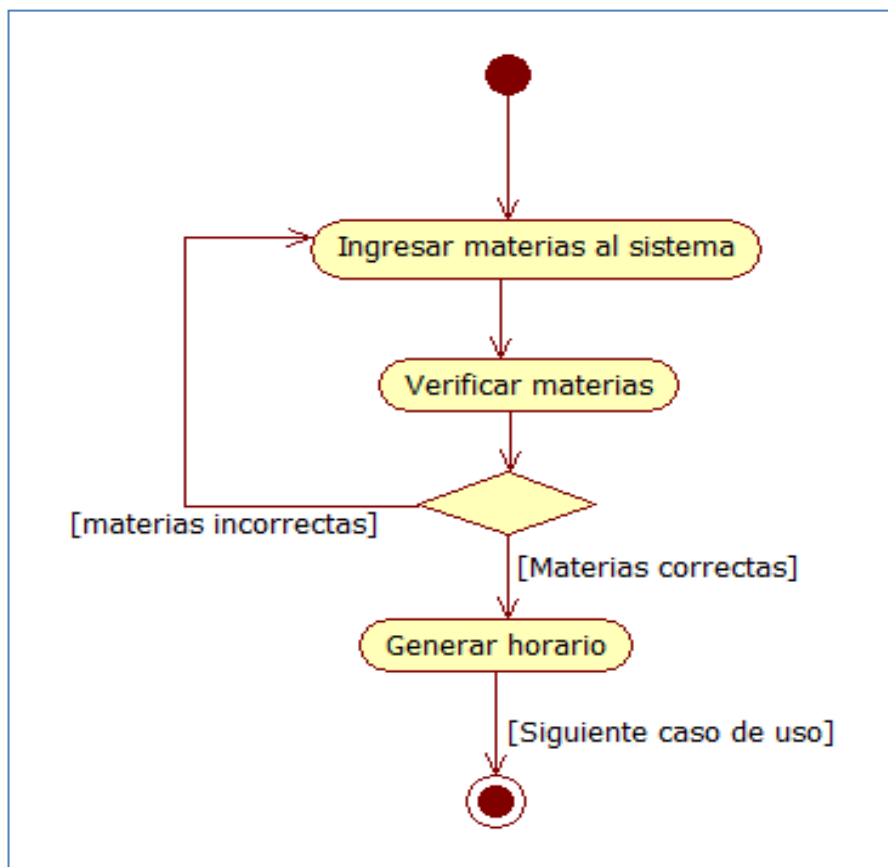 Ingresar materias al sistema
Verificar materias
[materias incorrectas]
[Materias correctas]
Generar horario
[Siguiente caso de uso]